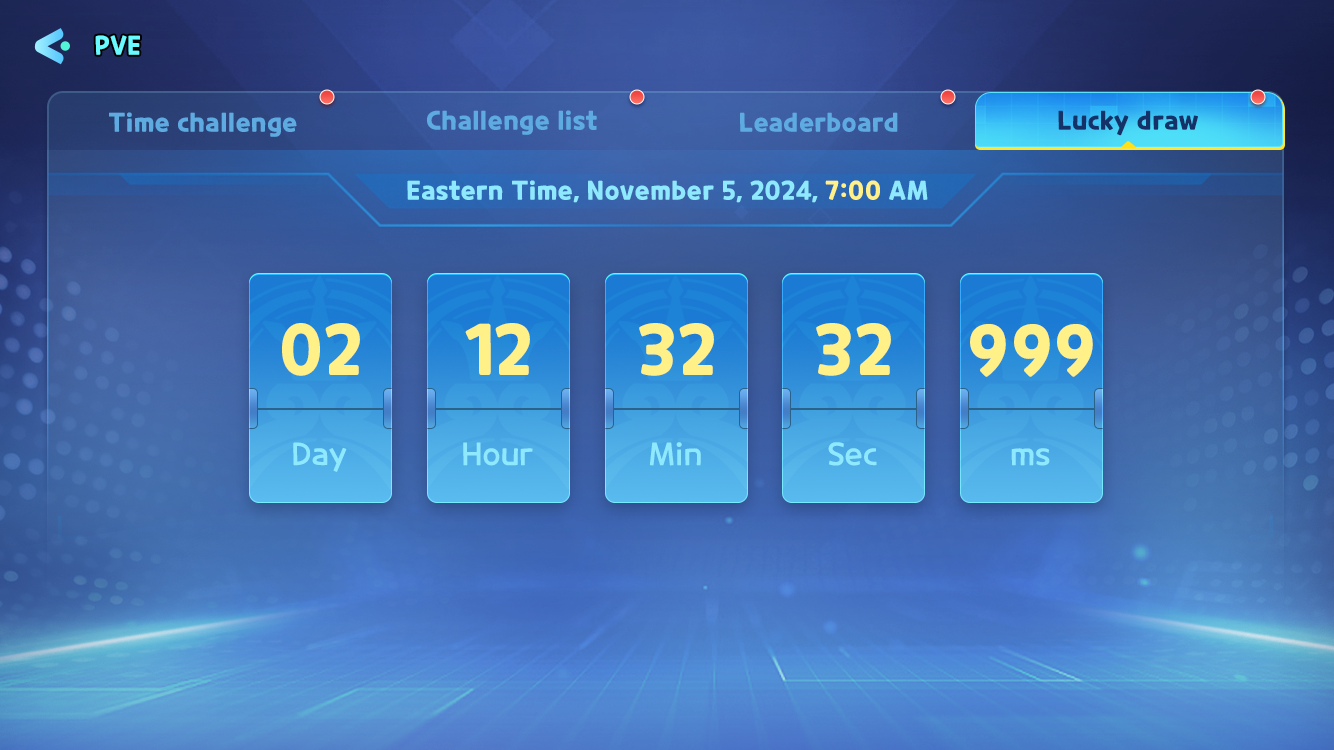 PVE
Time challenge
Challenge list
Leaderboard
Lucky draw
Eastern Time, November 5, 2024, 7:00 AM
02
12
32
32
999
Day
Hour
Min
Sec
ms